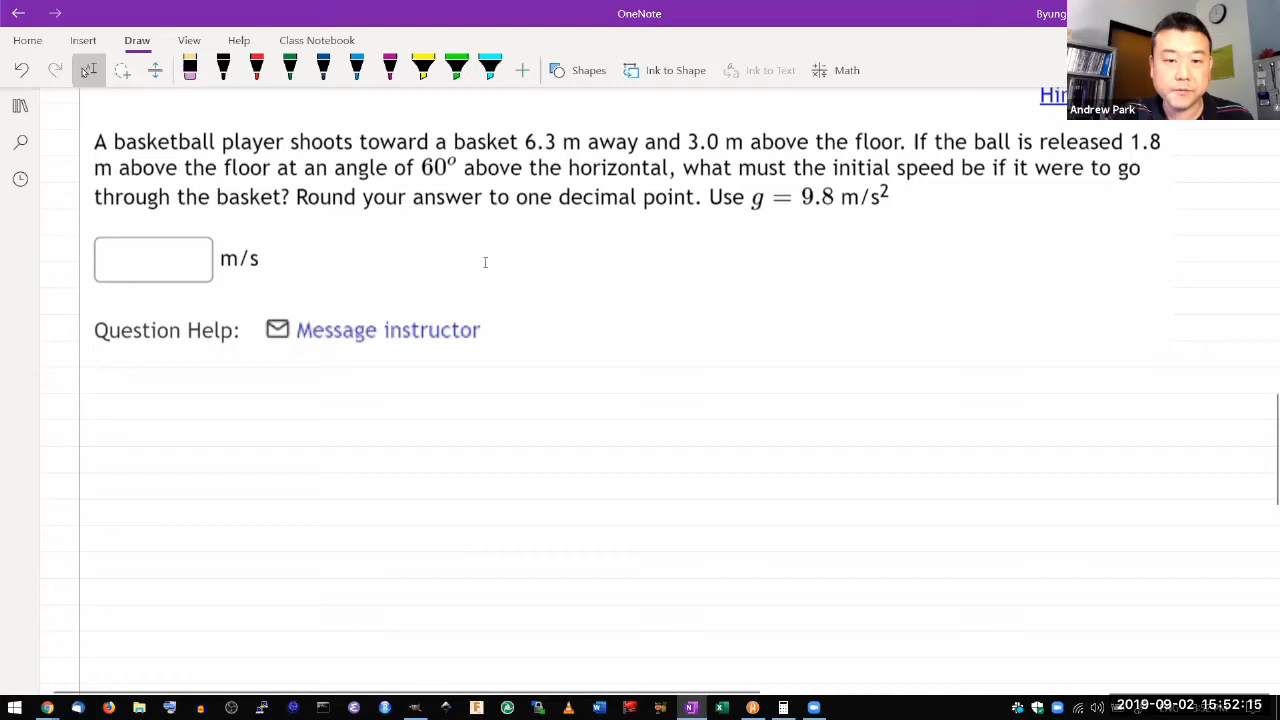 OneNote
Byung
Home Insert Draw View Help Class Notebook
Shapes Ink to Shape Ink to Text Math
Hin
Andrew Park
A basketball player shoots toward a basket 6.3 m away and 3.0 m above the floor. If the ball is released 1.8
m above the floor at an angle of 60° above the horizontal, what must the initial speed be if it were to go
through the basket? Round your answer to one decimal point. Use g = 9.8 m/s²
m/s
Question Help: Message instructor
2019-09-02 15:52:15